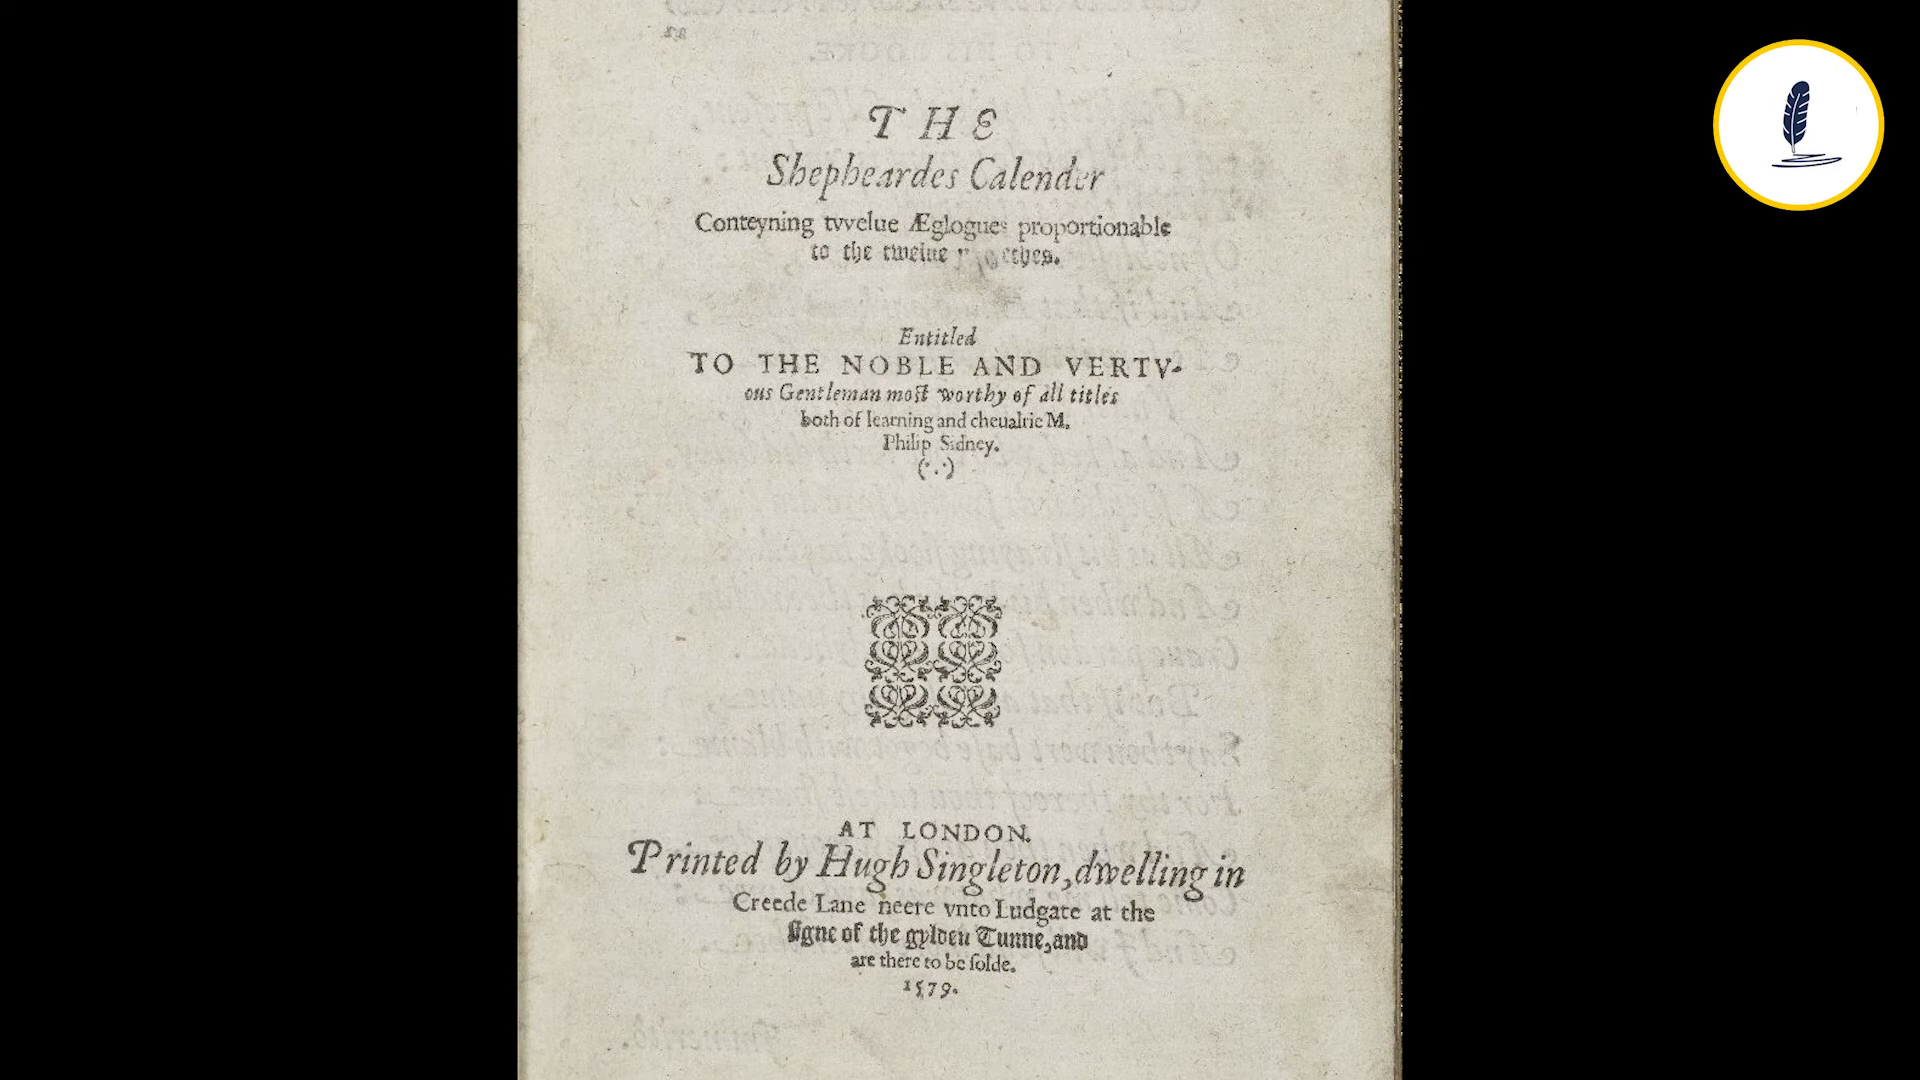 THE
Shepheardes Calender
Conteyning tvvelue Æglogues proportionable
to the twelue
Entitled
TO THE NOBLE AND VERTV-
ous Gentleman most worthy of all titles
both of learning and cheualrie M.
Philip Sidney.
(∵)
AT LONDON.
Printed by Hugh Singleton, dwelling in
Creede Lane neere vnto Ludgate at the
ſigne of the gylden Tunne, and
are there to be ſolde.
1579.